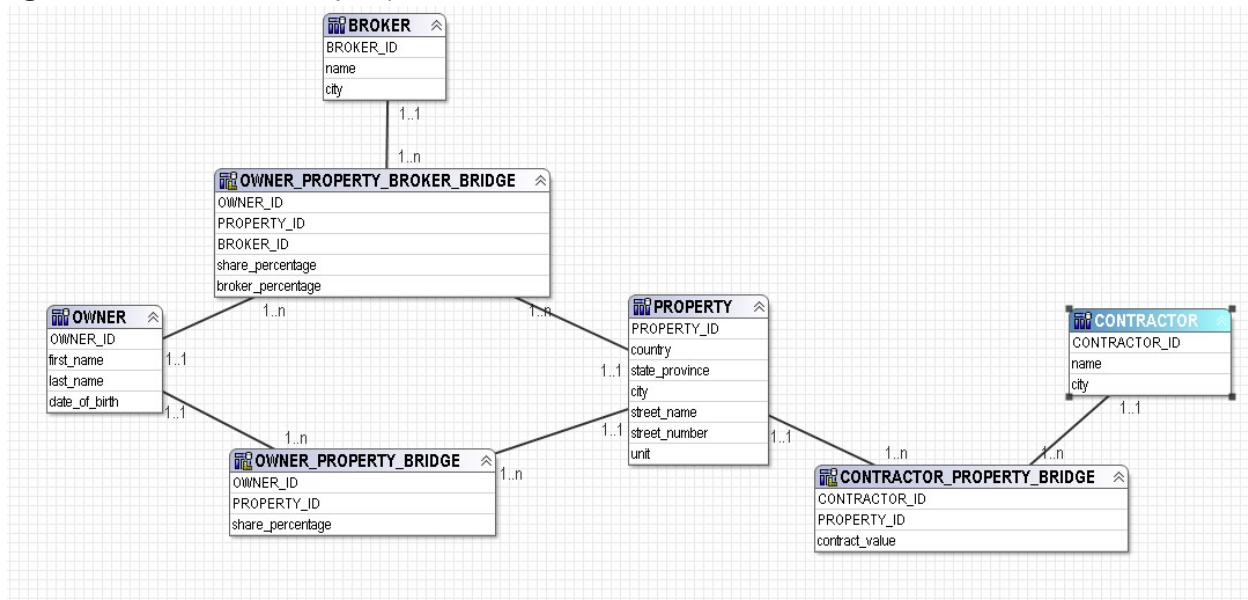 BROKER
BROKER_ID
name
city
1..1
1..n
OWNER_PROPERTY_BROKER_BRIDGE
OWNER_ID
PROPERTY_ID
BROKER_ID
share_percentage
broker_percentage
1..n
1..n
OWNER
OWNER_ID
first_name
last_name
date_of_birth
1..1
1..1
PROPERTY
PROPERTY_ID
country
state_province
city
street_name
street_number
unit
1..1
1..1
1..1
CONTRACTOR
CONTRACTOR_ID
name
city
1..1
1..n
OWNER_PROPERTY_BRIDGE
OWNER_ID
PROPERTY_ID
share_percentage
1..n
1..n
1..n
CONTRACTOR_PROPERTY_BRIDGE
CONTRACTOR_ID
PROPERTY_ID
contract_value